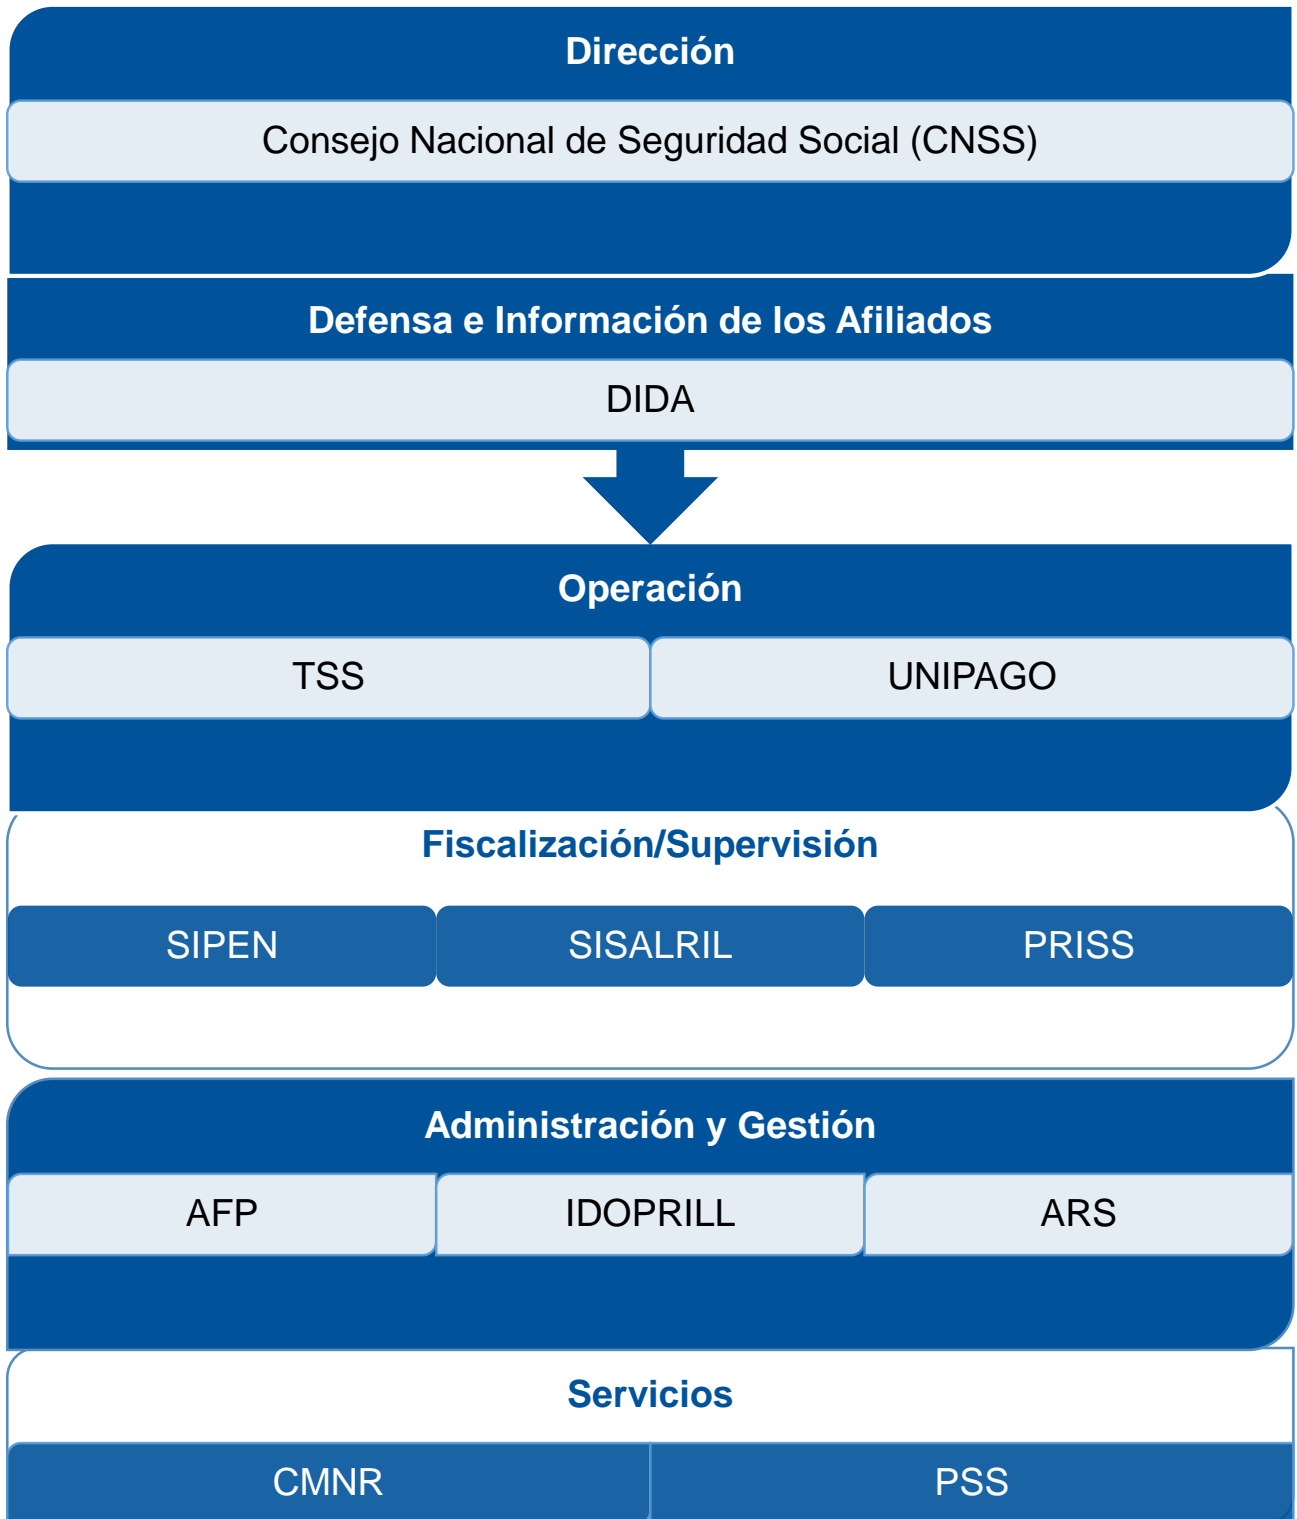 Dirección
Consejo Nacional de Seguridad Social (CNSS)
Defensa e Información de los Afiliados
DIDA
Operación
TSS
UNIPAGO
Fiscalización/Supervisión
SIPEN
SISALRIL
PRISS
Administración y Gestión
AFP
IDOPRILL
ARS
Servicios
CMNR
PSS